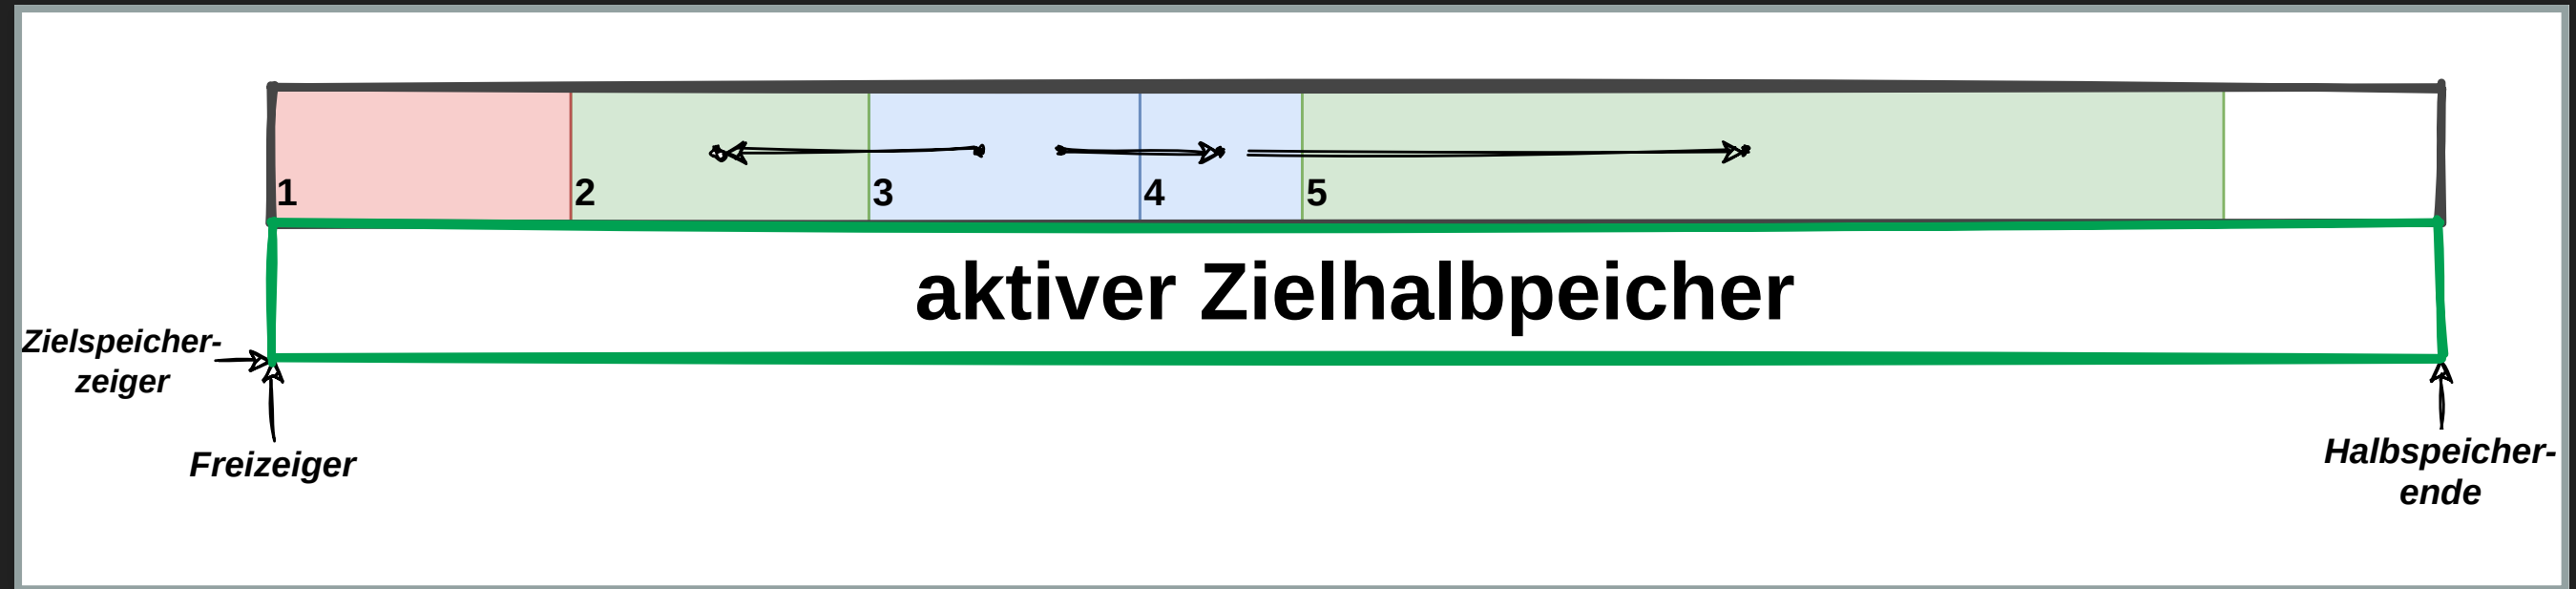 1
2
3
4
5
aktiver Zielhalbpeicher
Zielspeicher-
zeiger
Freizeiger
Halbspeicher-
ende